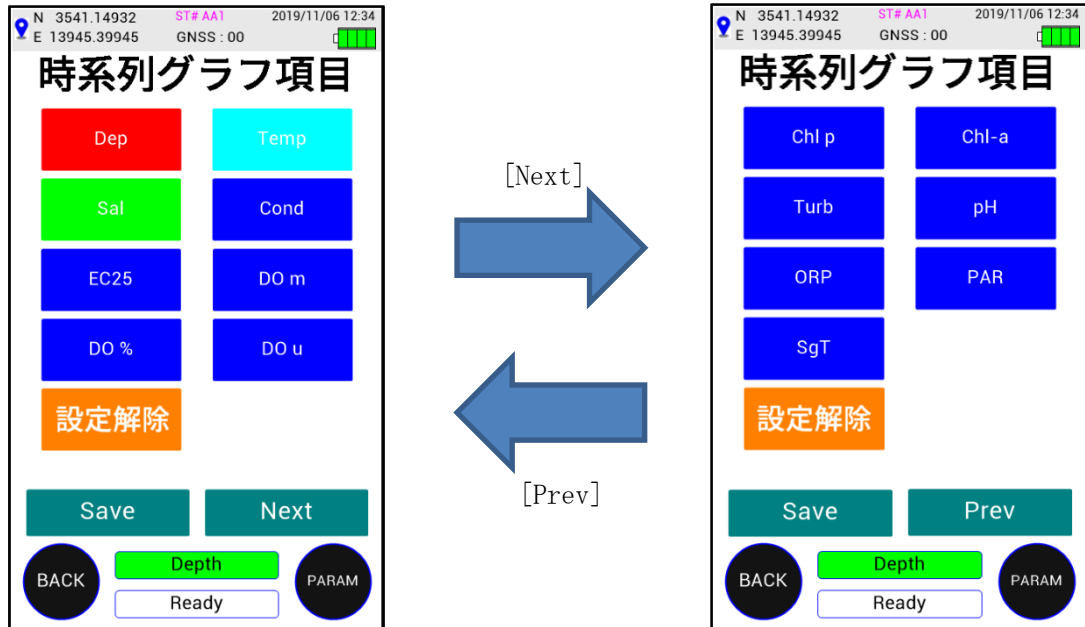 N 3541.14932 ST# AA1 2019/11/06 12:34
E 13945.39945 GNSS : 00
時系列グラフ項目
Dep Temp
Sal Cond
EC25 DO m
DO % DO u
設定解除
Save Next
BACK Depth PARAM
Ready
[Next]
[Prev]
N 3541.14932 ST# AA1 2019/11/06 12:34
E 13945.39945 GNSS : 00
時系列グラフ項目
Chl p Chl-a
Turb pH
ORP PAR
SgT
設定解除
Save Prev
BACK Depth PARAM
Ready